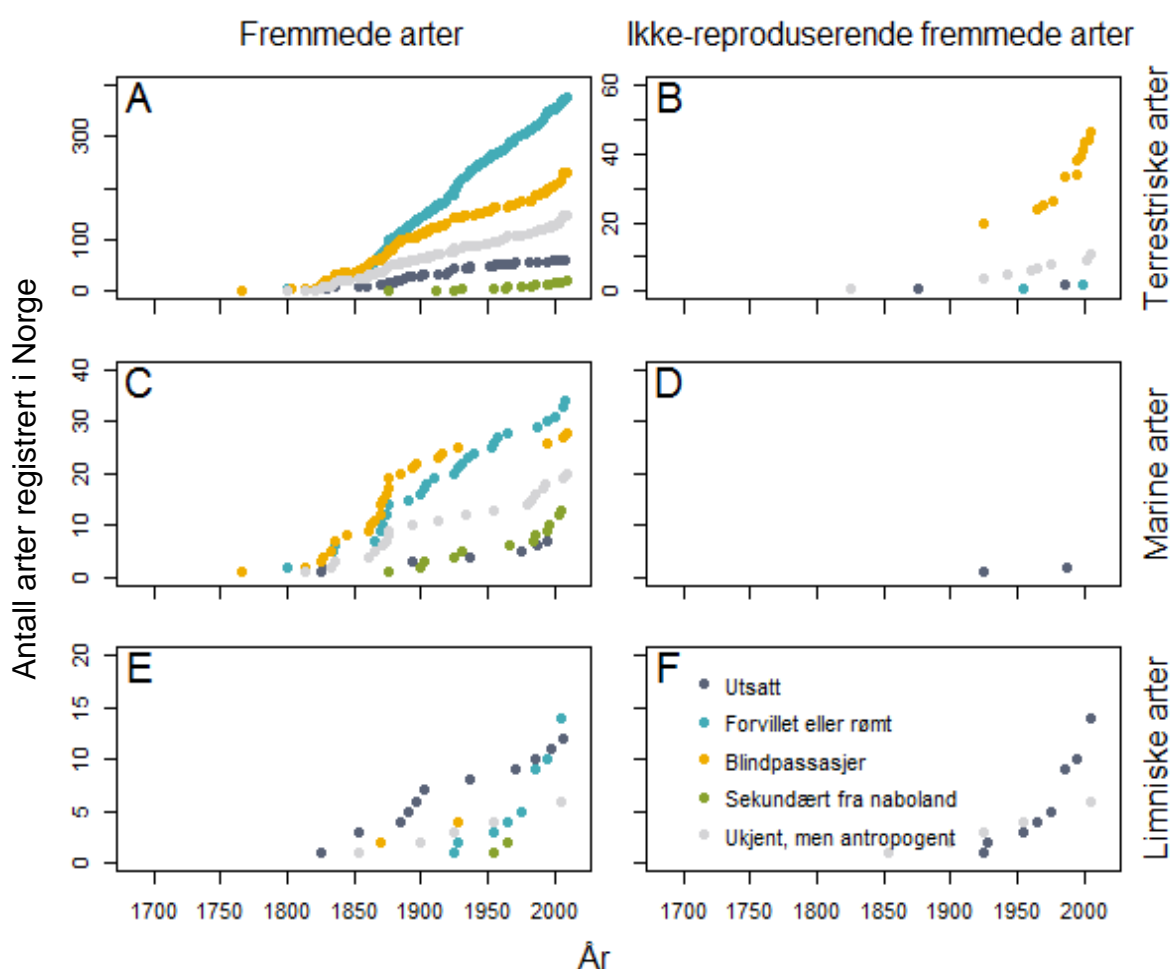 Fremmede arter
Ikke-reproduserende fremmede arter
A
0
100
300
B
0
20
40
60
Terrestriske arter
Antall arter registrert i Norge
C
0
10
20
30
40
D
Marine arter
E
0
5
10
15
20
F
Utsatt
Forvillet eller rømt
Blindpassasjer
Sekundært fra naboland
Ukjent, men antropogent
Limniske arter
1700 1750 1800 1850 1900 1950 2000
1700 1750 1800 1850 1900 1950 2000
År